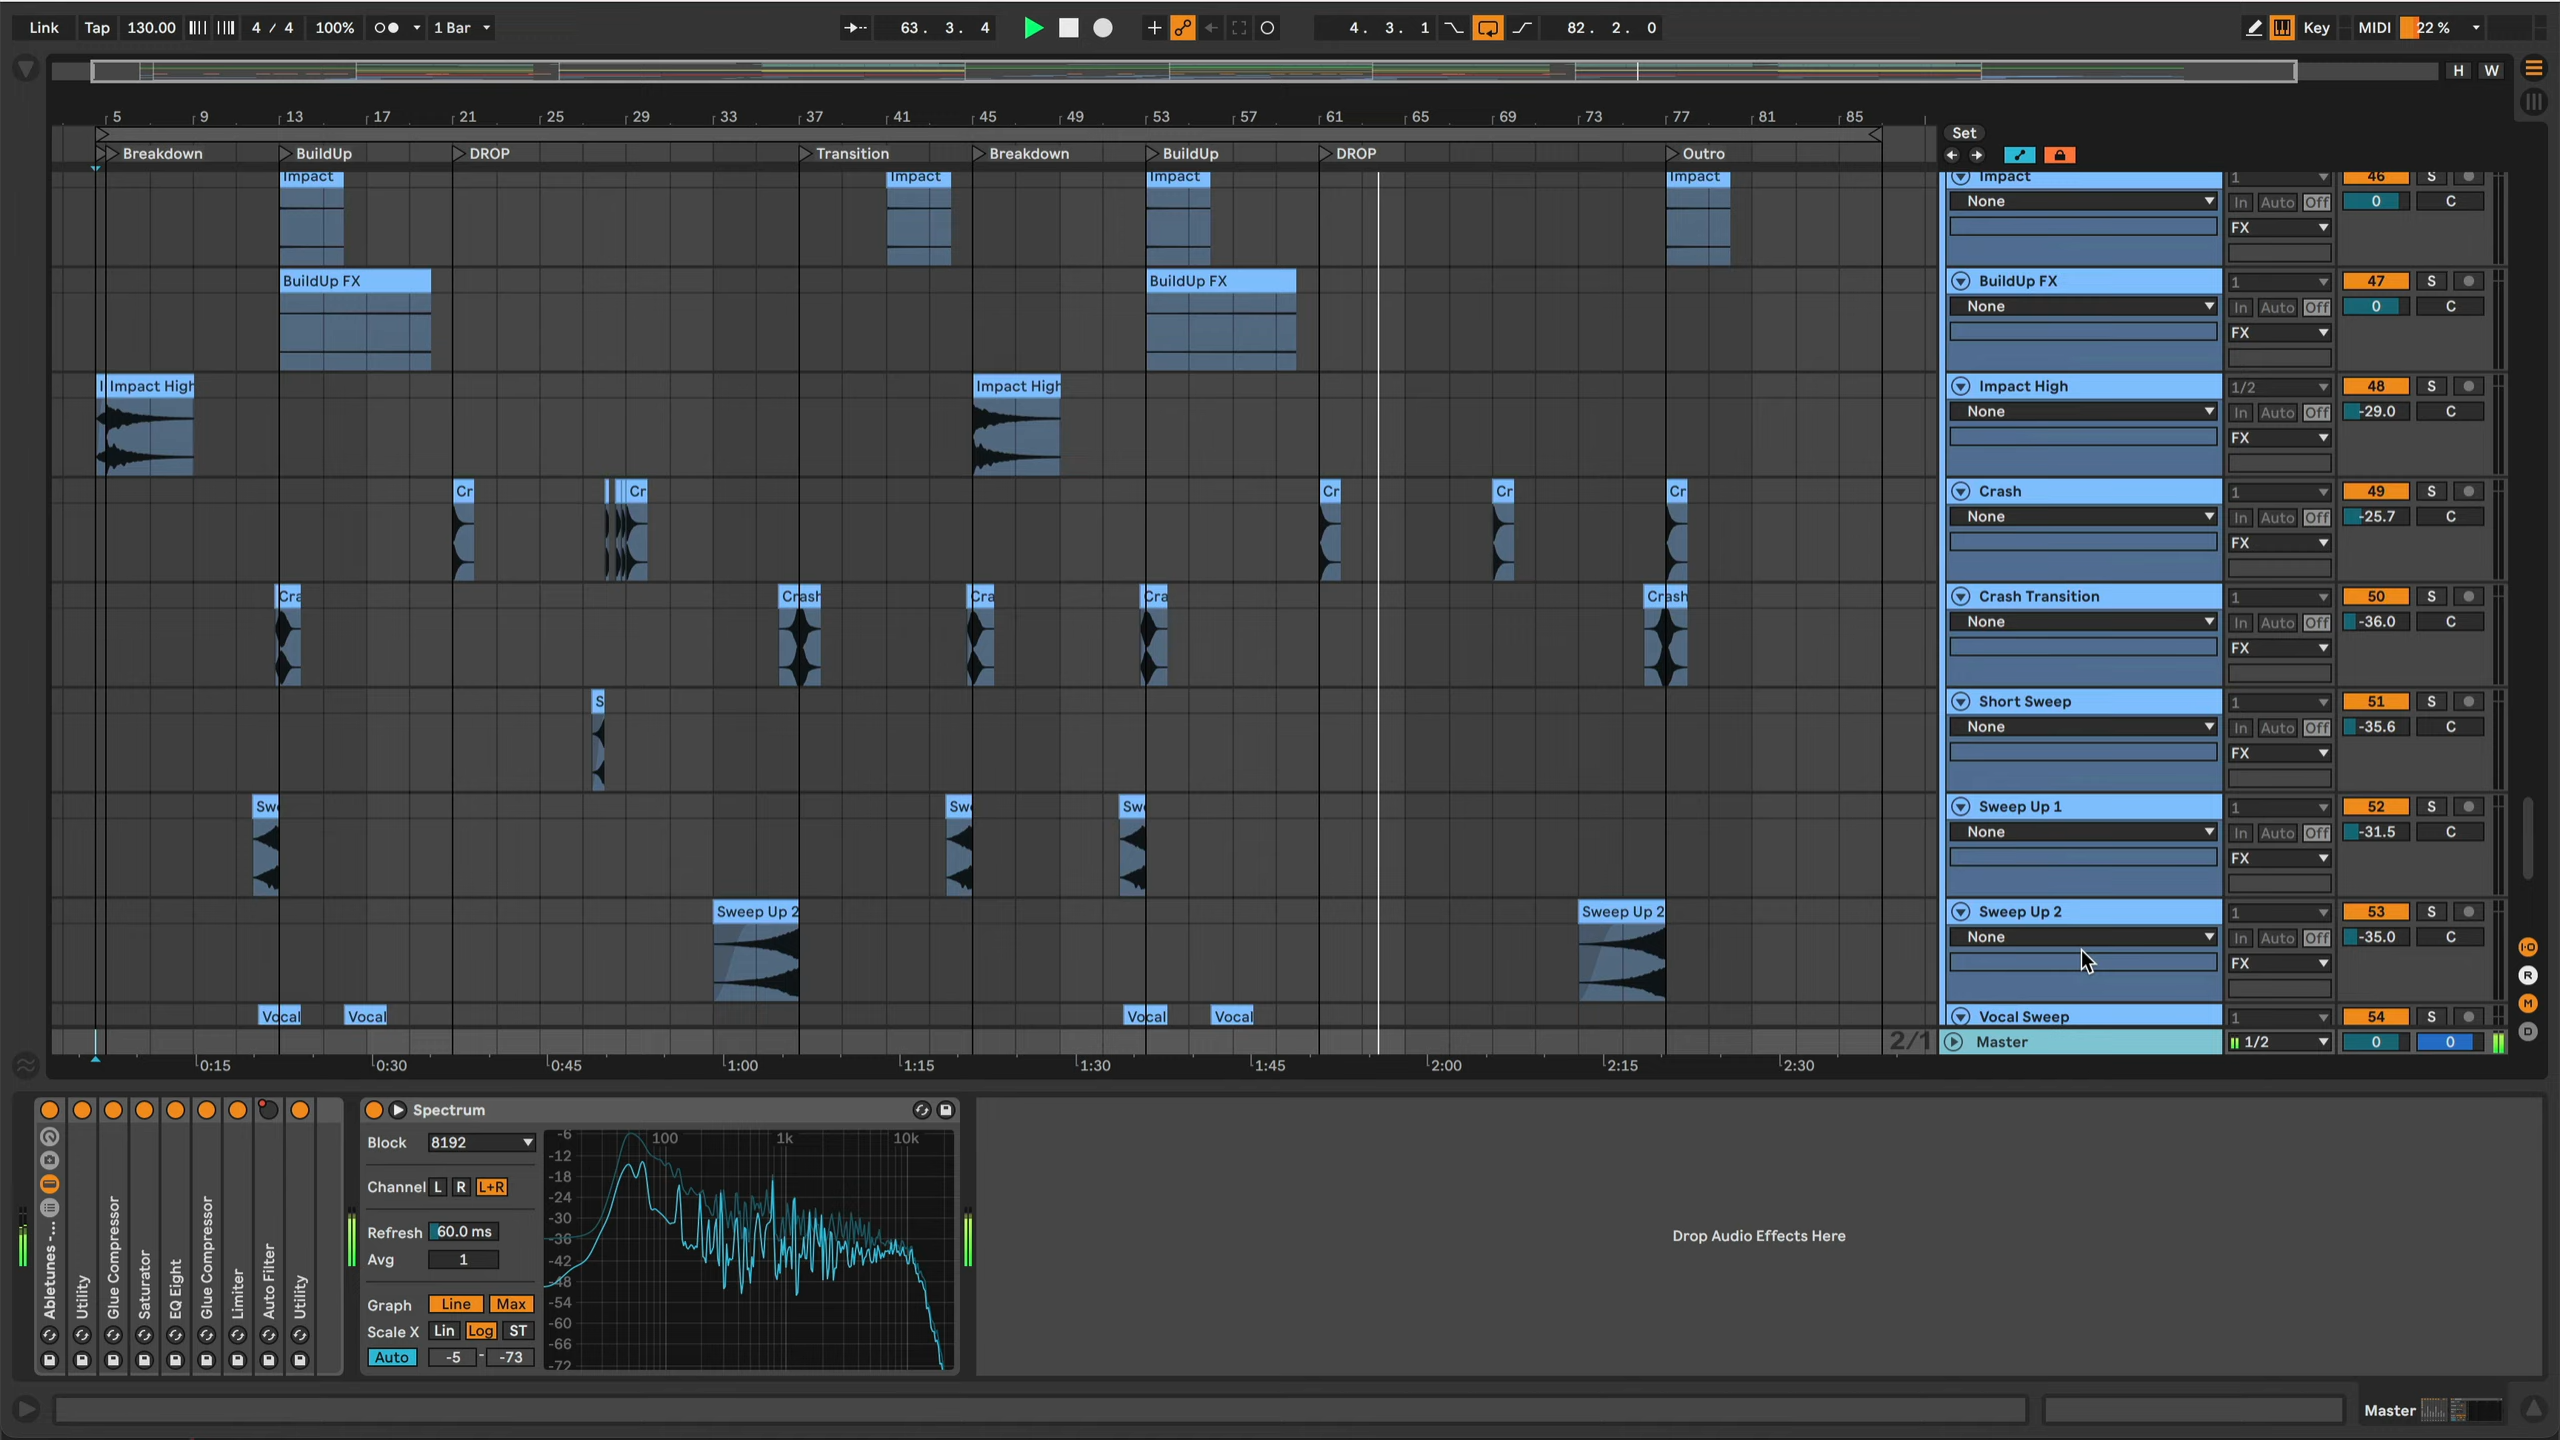 Link Tap 130.00 4 / 4 100% 1 Bar 63. 3. 4 4. 3. 1 82. 2. 0 Key MIDI 22 %
H W
5 9 13 17 21 25 29 33 37 41 45 49 53 57 61 65 69 73 77 81 85
Set
Breakdown BuildUp DROP Transition Breakdown BuildUp DROP Outro
Impact Impact Impact Impact Impact 1 46 S
None In Auto Off 0 C
FX
BuildUp FX BuildUp FX BuildUp FX 1 47 S
None In Auto Off 0 C
FX
I Impact High Impact High Impact High 1/2 48 S
None In Auto Off -29.0 C
FX
Cr Cr Cr Cr Cr Crash 1 49 S
None In Auto Off -25.7 C
FX
Cra Crash Cra Cra Crash Crash Transition 1 50 S
None In Auto Off -36.0 C
FX
S Short Sweep 1 51 S
None In Auto Off -35.6 C
FX
Swe Swe Swe Sweep Up 1 1 52 S
None In Auto Off -31.5 C
FX
Sweep Up 2 Sweep Up 2 Sweep Up 2 1 53 S
None In Auto Off -35.0 C
FX
I·O
R
M
D
Vocal Vocal Vocal Vocal Vocal Sweep 1 54 S
2/1 Master 1/2 0 0
0:15 0:30 0:45 1:00 1:15 1:30 1:45 2:00 2:15 2:30
Abletunes -...
Utility
Glue Compressor
Saturator
EQ Eight
Glue Compressor
Limiter
Auto Filter
Utility
Spectrum
Block 8192
Channel L R L+R
Refresh 60.0 ms
Avg 1
Graph Line Max
Scale X Lin Log ST
Auto -5 - -73
100 1k 10k
-6
-12
-18
-24
-30
-36
-42
-48
-54
-60
-66
-72
Drop Audio Effects Here
Master